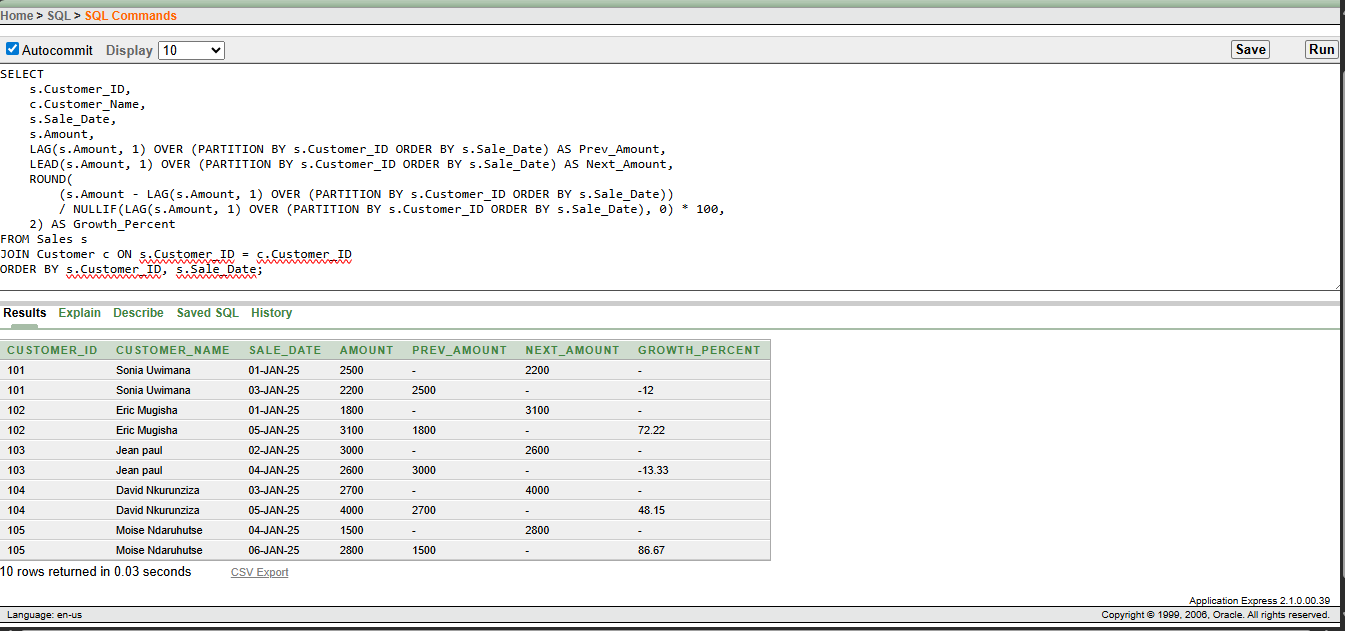 Home > SQL > SQL Commands
Autocommit Display 10 Save Run
SELECT
    s.Customer_ID,
    c.Customer_Name,
    s.Sale_Date,
    s.Amount,
    LAG(s.Amount, 1) OVER (PARTITION BY s.Customer_ID ORDER BY s.Sale_Date) AS Prev_Amount,
    LEAD(s.Amount, 1) OVER (PARTITION BY s.Customer_ID ORDER BY s.Sale_Date) AS Next_Amount,
    ROUND(
        (s.Amount - LAG(s.Amount, 1) OVER (PARTITION BY s.Customer_ID ORDER BY s.Sale_Date))
        / NULLIF(LAG(s.Amount, 1) OVER (PARTITION BY s.Customer_ID ORDER BY s.Sale_Date), 0) * 100,
    2) AS Growth_Percent
FROM Sales s
JOIN Customer c ON s.Customer_ID = c.Customer_ID
ORDER BY s.Customer_ID, s.Sale_Date;
Results Explain Describe Saved SQL History
CUSTOMER_ID CUSTOMER_NAME SALE_DATE AMOUNT PREV_AMOUNT NEXT_AMOUNT GROWTH_PERCENT
101 Sonia Uwimana 01-JAN-25 2500 - 2200 -
101 Sonia Uwimana 03-JAN-25 2200 2500 - -12
102 Eric Mugisha 01-JAN-25 1800 - 3100 -
102 Eric Mugisha 05-JAN-25 3100 1800 - 72.22
103 Jean paul 02-JAN-25 3000 - 2600 -
103 Jean paul 04-JAN-25 2600 3000 - -13.33
104 David Nkurunziza 03-JAN-25 2700 - 4000 -
104 David Nkurunziza 05-JAN-25 4000 2700 - 48.15
105 Moise Ndaruhutse 04-JAN-25 1500 - 2800 -
105 Moise Ndaruhutse 06-JAN-25 2800 1500 - 86.67
10 rows returned in 0.03 seconds CSV Export
Application Express 2.1.0.00.39
Language: en-us Copyright © 1999, 2006, Oracle. All rights reserved.